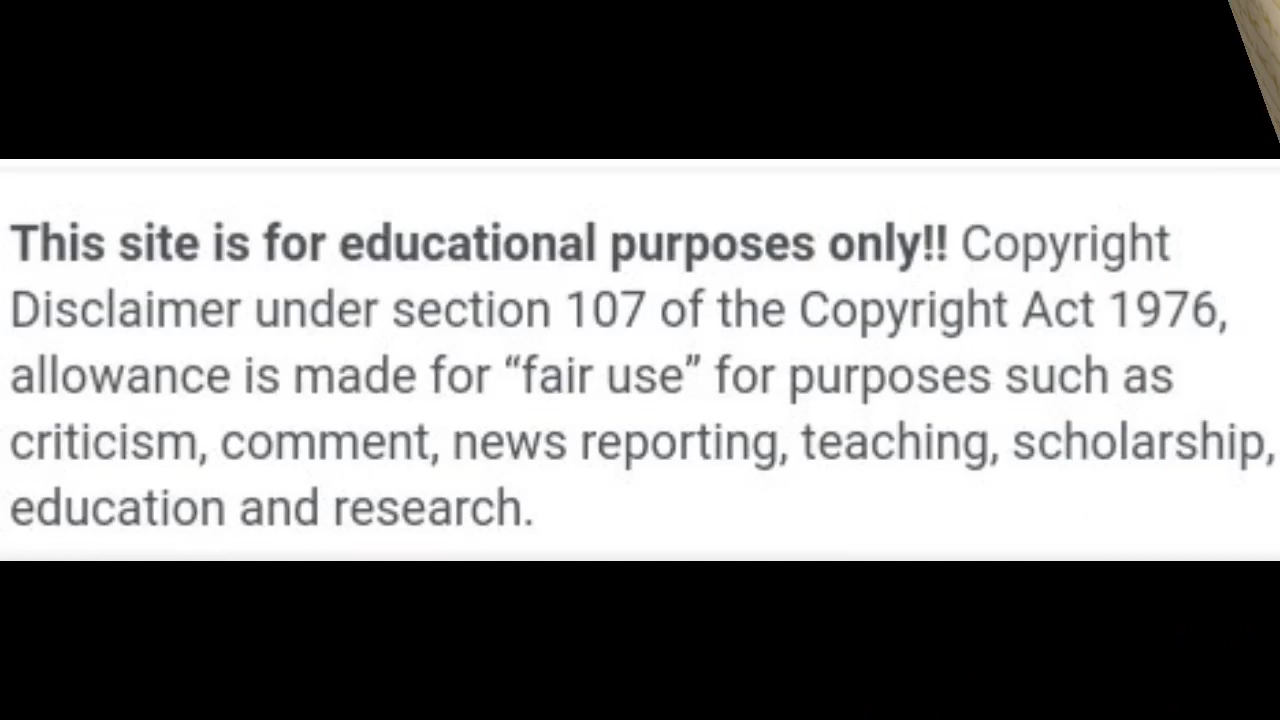 This site is for educational purposes only!! Copyright
Disclaimer under section 107 of the Copyright Act 1976,
allowance is made for “fair use” for purposes such as
criticism, comment, news reporting, teaching, scholarship,
education and research.